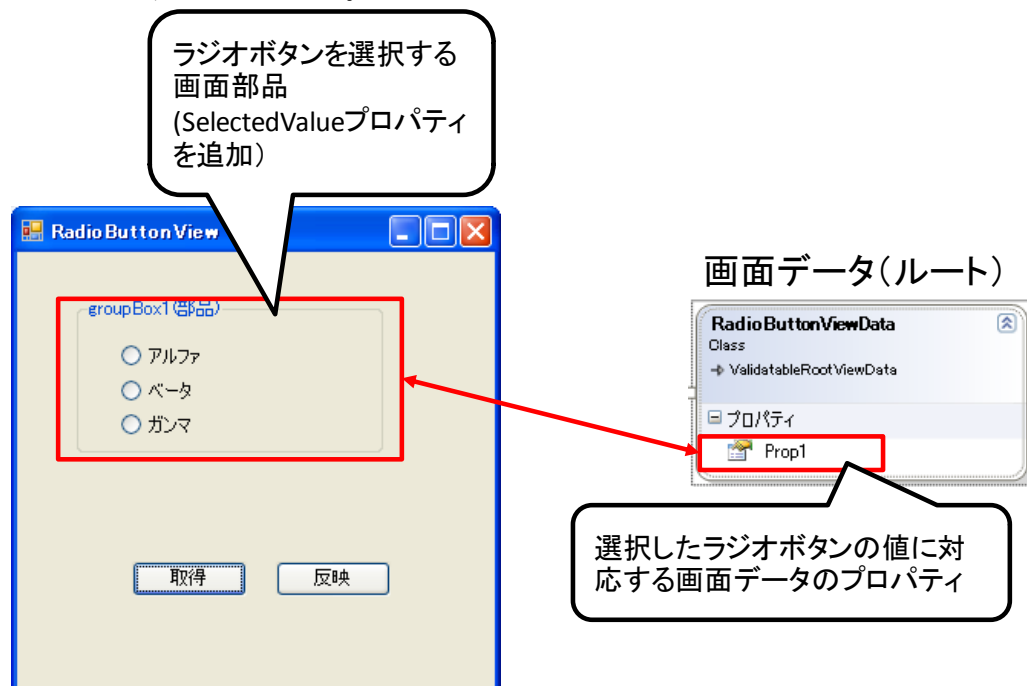 ラジオボタンを選択する
画面部品
(SelectedValueプロパティ
を追加)
RadioButtonView
groupBox1(部品)
アルファ
ベータ
ガンマ
取得
反映
画面データ(ルート)
RadioButtonViewData
Class
ValidatableRootViewData
プロパティ
Prop1
選択したラジオボタンの値に対
応する画面データのプロパティ